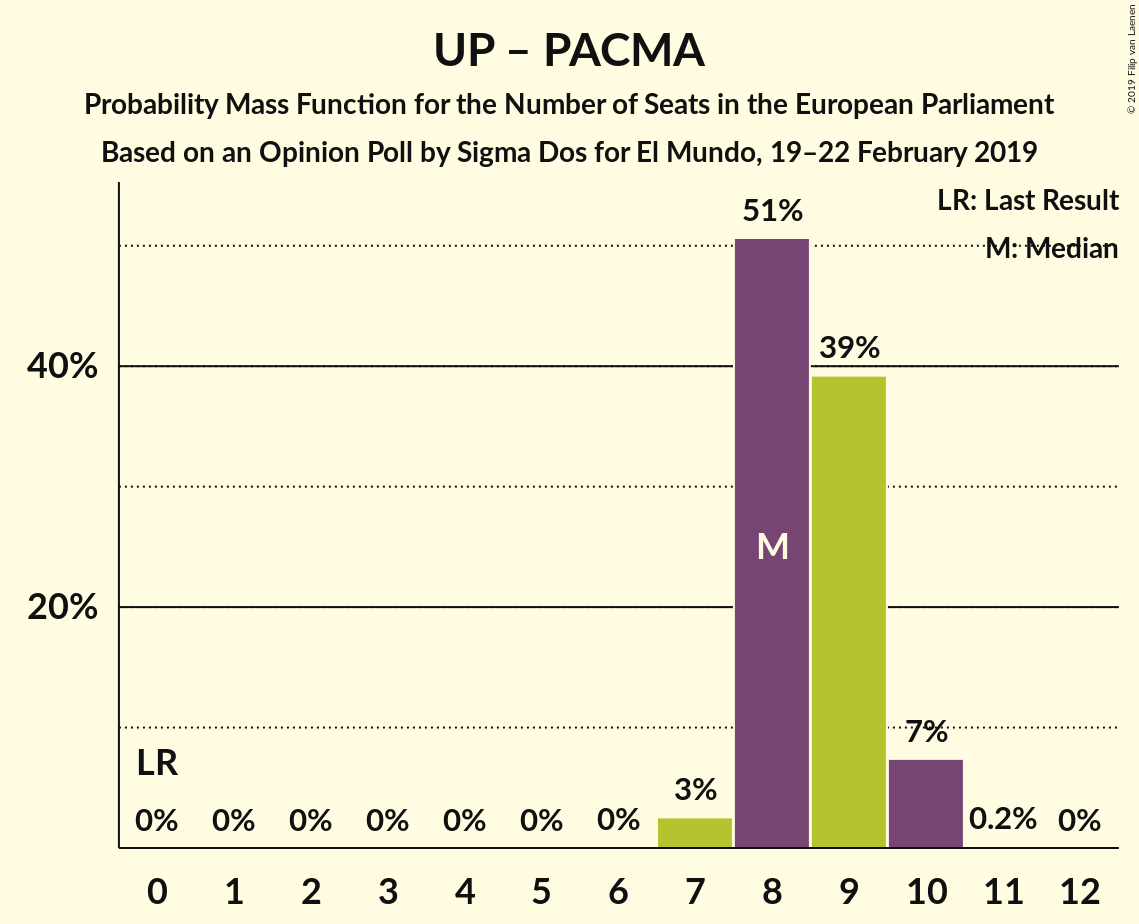 UP – PACMA
Probability Mass Function for the Number of Seats in the European Parliament
Based on an Opinion Poll by Sigma Dos for El Mundo, 19–22 February 2019
© 2019 Filip van Laenen
LR: Last Result
M: Median
51%
39%
40%
M
20%
7%
LR
3%
0% 0% 0% 0% 0% 0% 0% 0.2% 0%
0 1 2 3 4 5 6 7 8 9 10 11 12